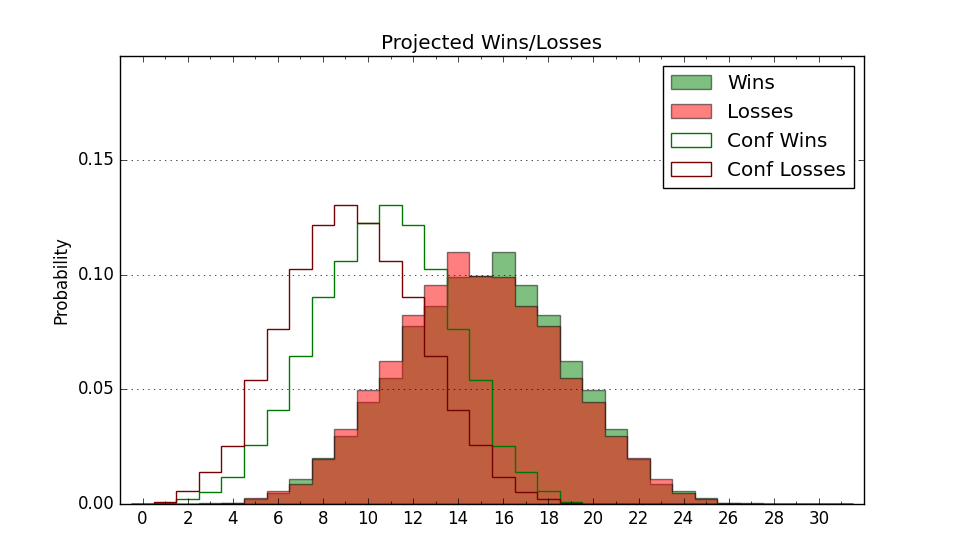 Projected Wins/Losses
Wins
Losses
Conf Wins
Conf Losses
Probability
0.15
0.10
0.05
0.00
0 2 4 6 8 10 12 14 16 18 20 22 24 26 28 30